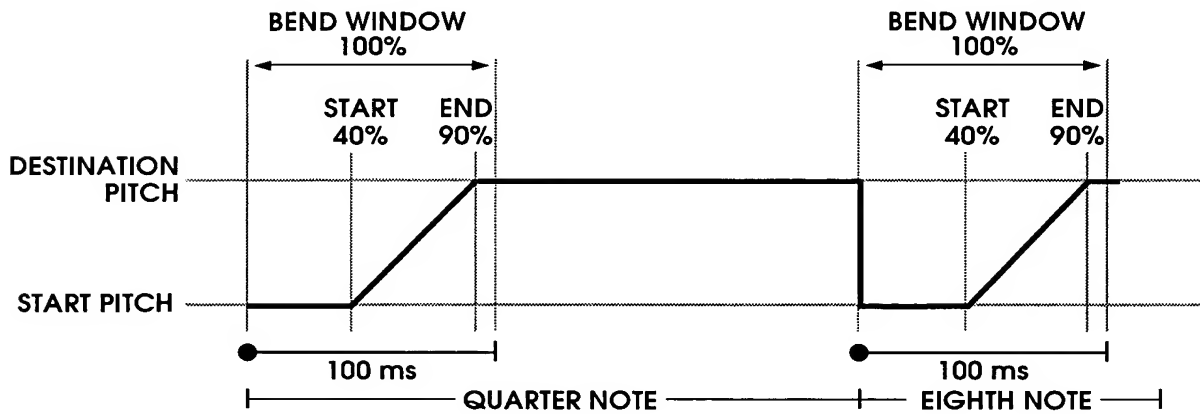 BEND WINDOW
100%
BEND WINDOW
100%
START
40%
END
90%
START
40%
END
90%
DESTINATION
PITCH
START PITCH
100 ms
100 ms
QUARTER NOTE
EIGHTH NOTE